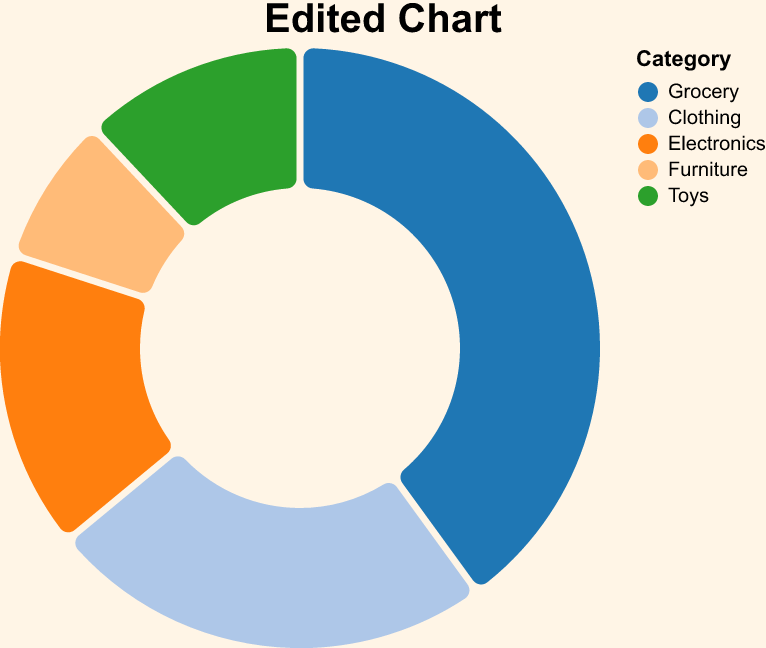 Edited Chart
Category
Grocery
Clothing
Electronics
Furniture
Toys